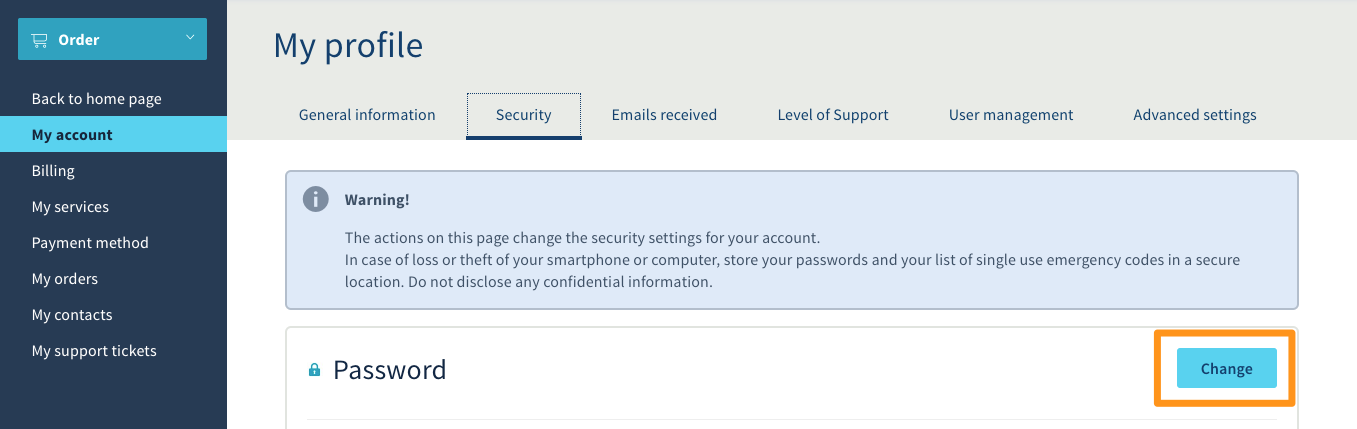 Order
Back to home page
My account
Billing
My services
Payment method
My orders
My contacts
My support tickets
My profile
General information
Security
Emails received
Level of Support
User management
Advanced settings
Warning!
The actions on this page change the security settings for your account.
In case of loss or theft of your smartphone or computer, store your passwords and your list of single use emergency codes in a secure
location. Do not disclose any confidential information.
Password
Change